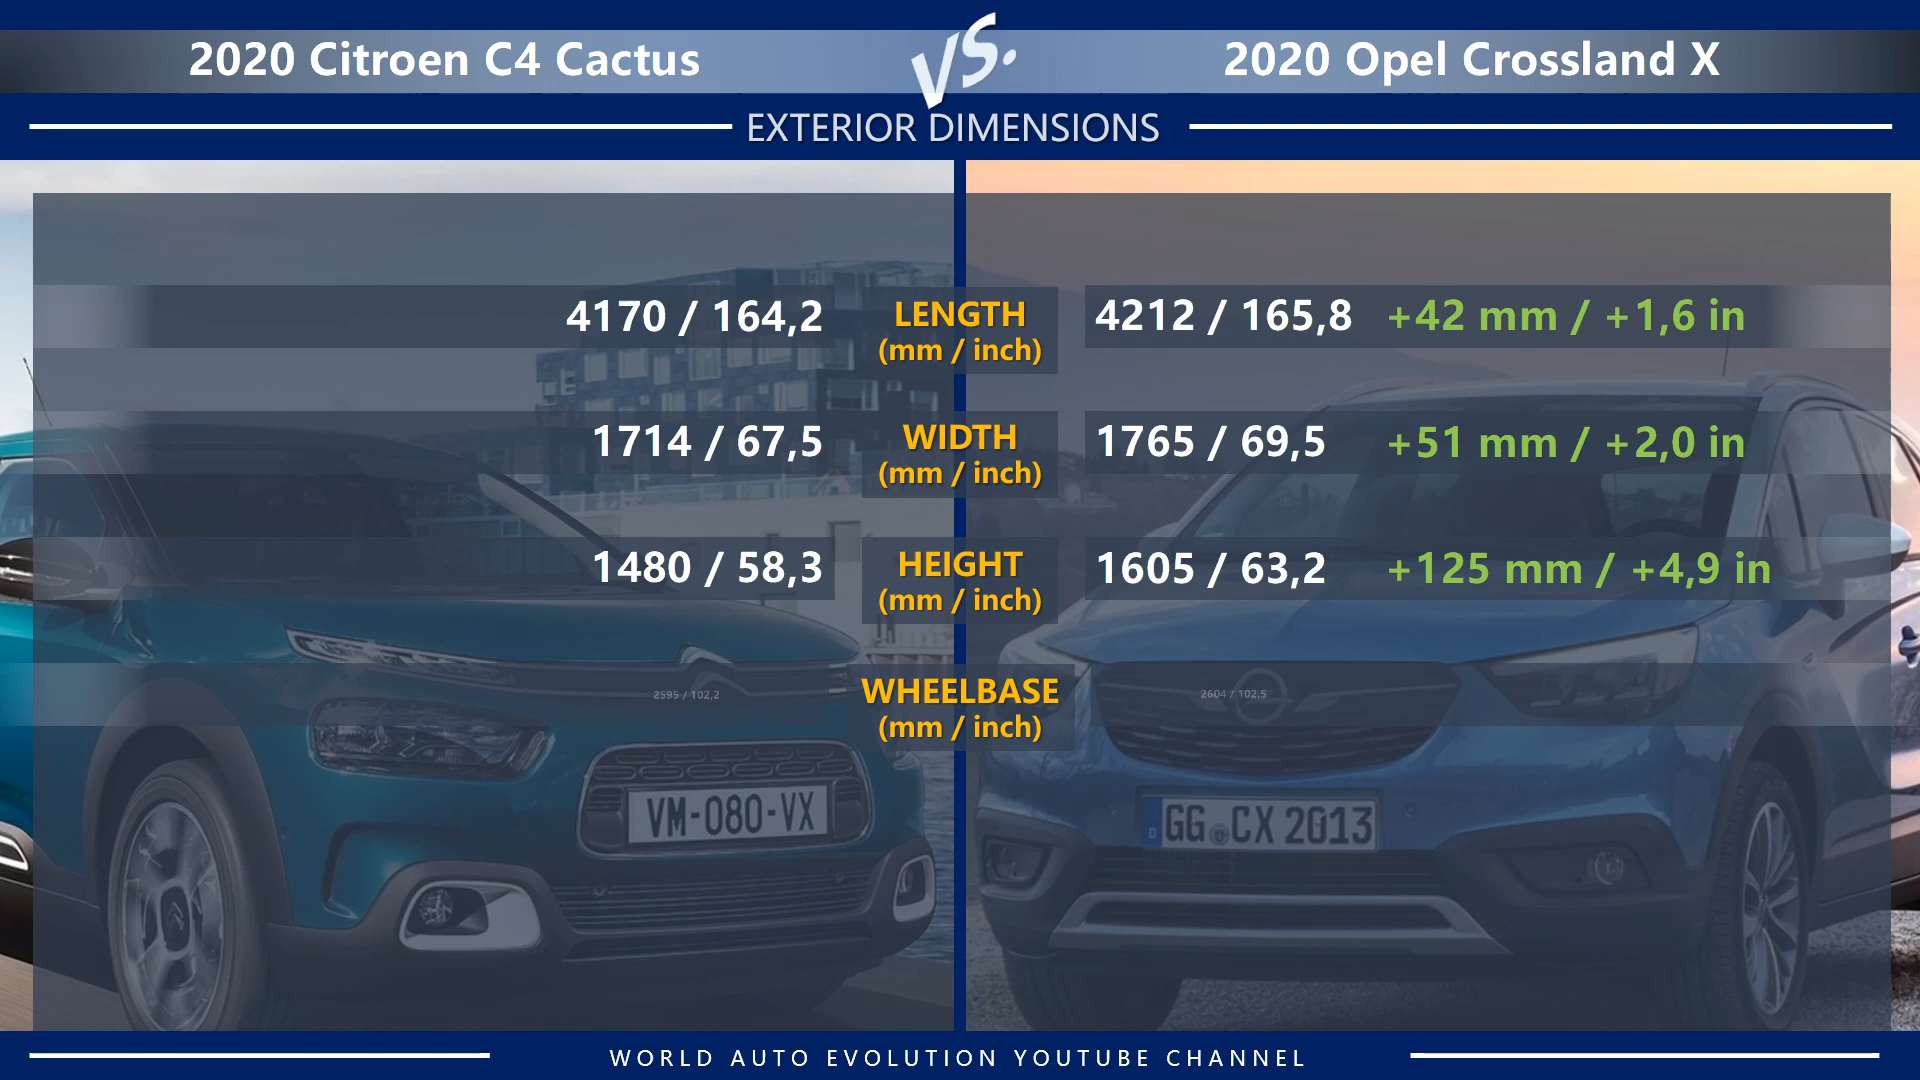 2020 Citroen C4 Cactus
VS.
2020 Opel Crossland X
EXTERIOR DIMENSIONS
4170 / 164,2
LENGTH
(mm / inch)
4212 / 165,8
+42 mm / +1,6 in
1714 / 67,5
WIDTH
(mm / inch)
1765 / 69,5
+51 mm / +2,0 in
1480 / 58,3
HEIGHT
(mm / inch)
1605 / 63,2
+125 mm / +4,9 in
2595 / 102,2
WHEELBASE
(mm / inch)
2604 / 102,5
VM-080-VX
D
GG CX 2013
WORLD AUTO EVOLUTION YOUTUBE CHANNEL